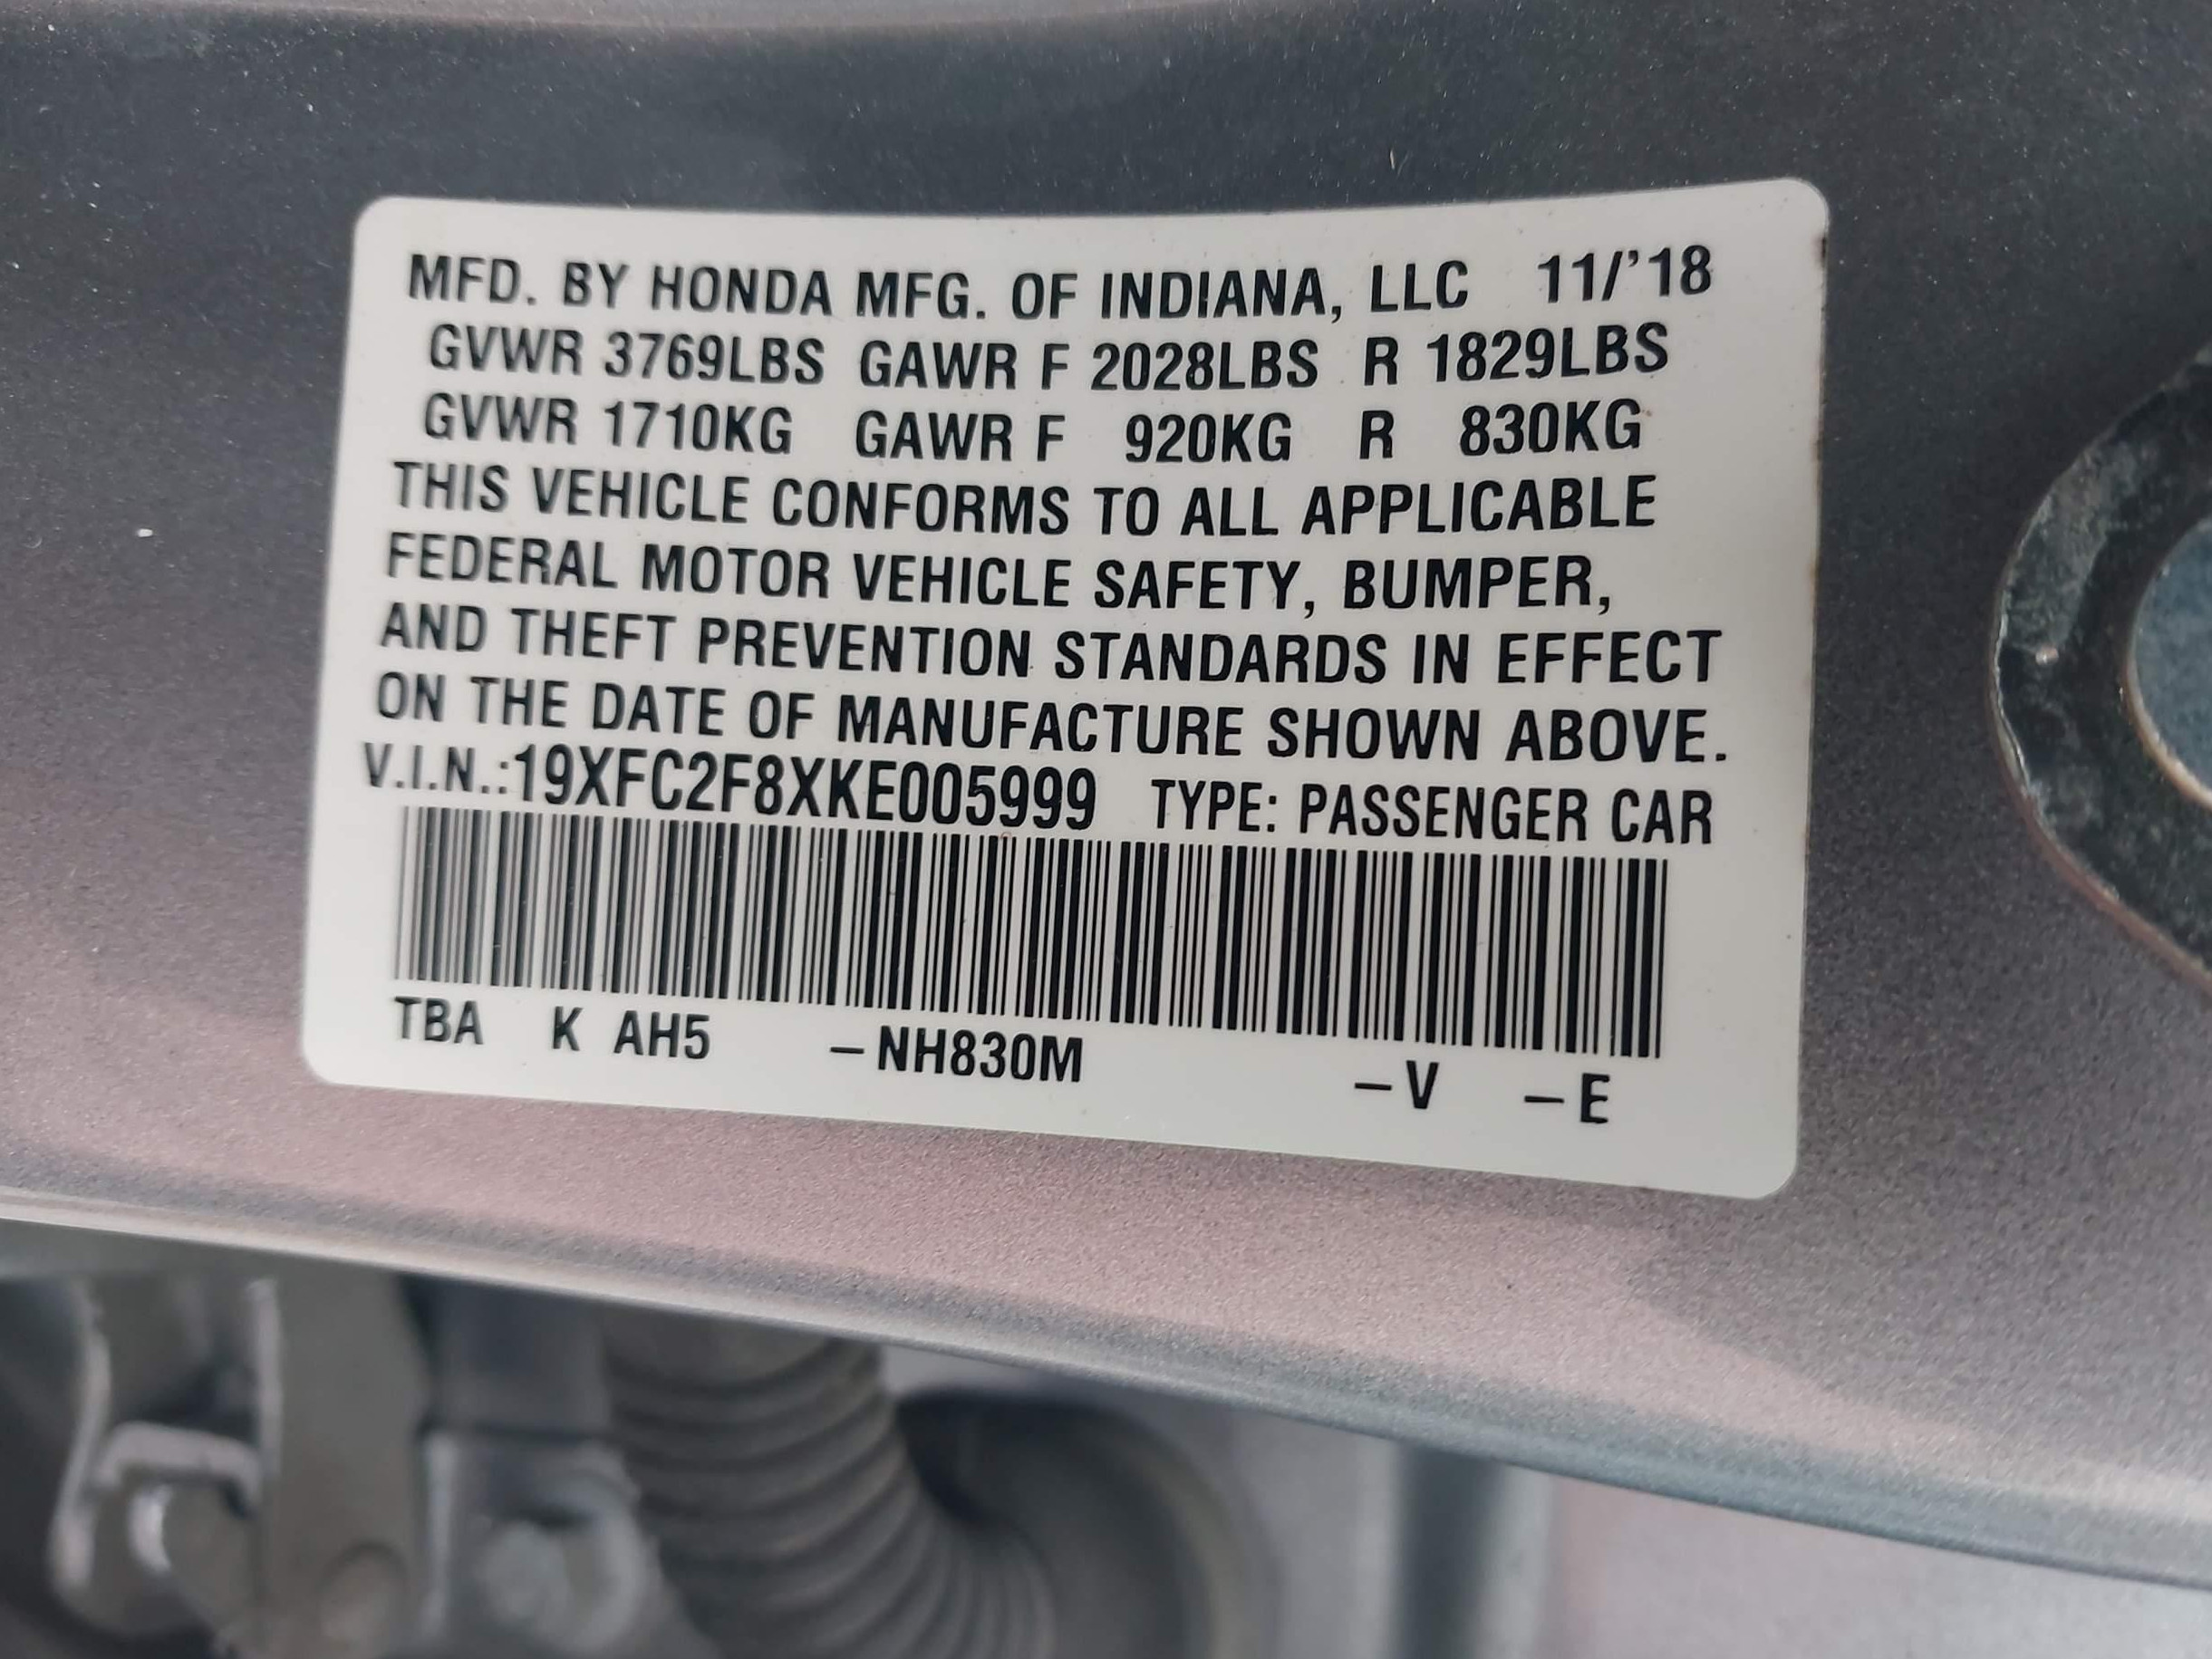 MFD. BY HONDA MFG. OF INDIANA, LLC 11/'18
GVWR 3769LBS GAWR F 2028LBS R 1829LBS
GVWR 1710KG GAWR F 920KG R 830KG
THIS VEHICLE CONFORMS TO ALL APPLICABLE
FEDERAL MOTOR VEHICLE SAFETY, BUMPER,
AND THEFT PREVENTION STANDARDS IN EFFECT
ON THE DATE OF MANUFACTURE SHOWN ABOVE.
V.I.N.:19XFC2F8XKE005999 TYPE: PASSENGER CAR
TBA K AH5 –NH830M –V –E